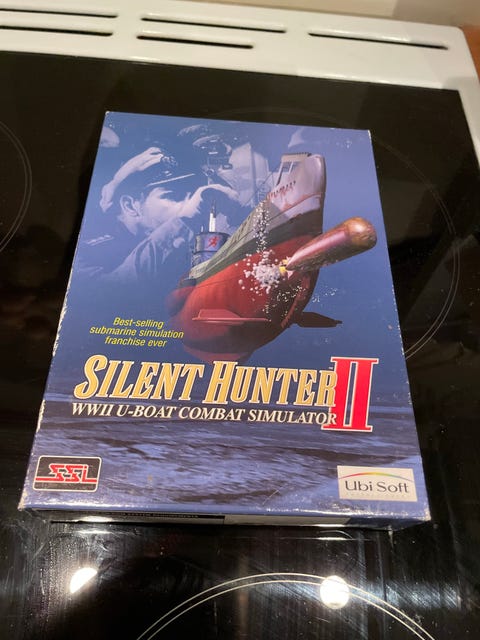 Best-selling
submarine simulation
franchise ever
SILENT HUNTER II
WWII U-BOAT COMBAT SIMULATOR
SSI
Ubi Soft